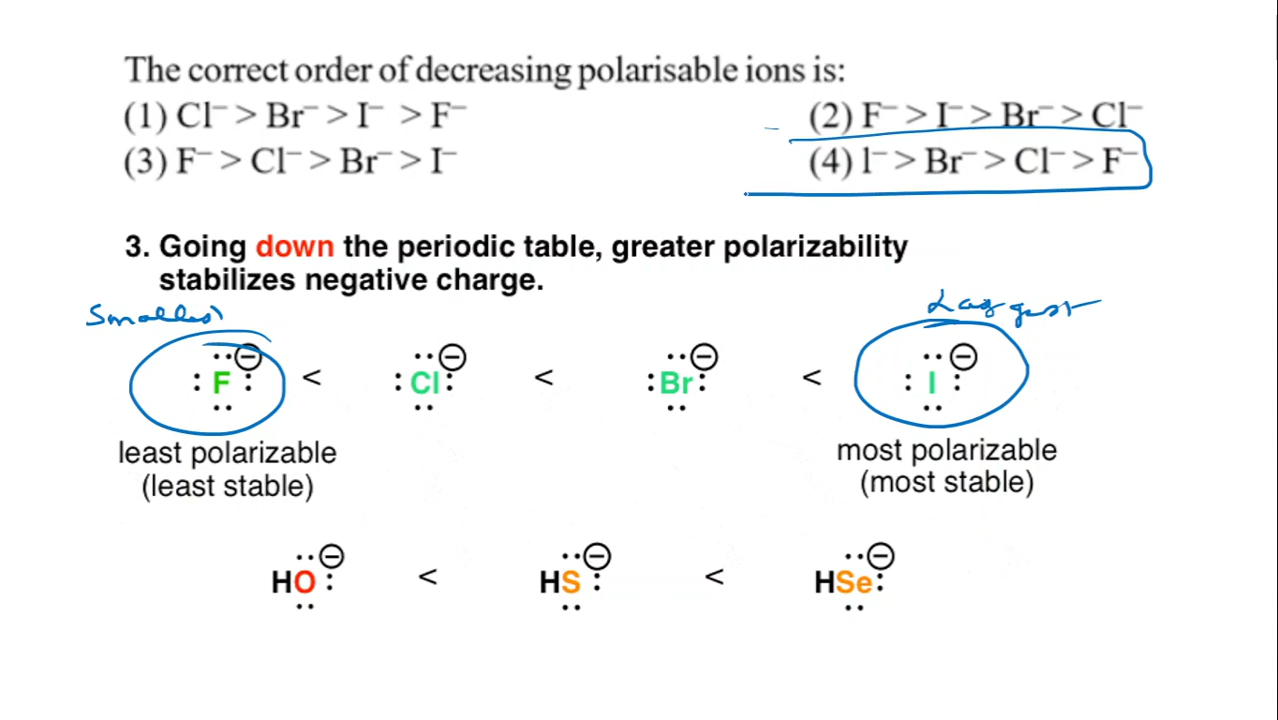 The correct order of decreasing polarisable ions is:
(1) Cl⁻ > Br⁻ > I⁻ > F⁻ (2) F⁻ > I⁻ > Br⁻ > Cl⁻
(3) F⁻ > Cl⁻ > Br⁻ > I⁻ (4) l⁻ > Br⁻ > Cl⁻ > F⁻
3. Going down the periodic table, greater polarizability
stabilizes negative charge.
Smallest Largest
:F:⊖ < :Cl:⊖ < :Br:⊖ < :I:⊖
least polarizable most polarizable
(least stable) (most stable)
HO:⊖ < HS:⊖ < HSe:⊖